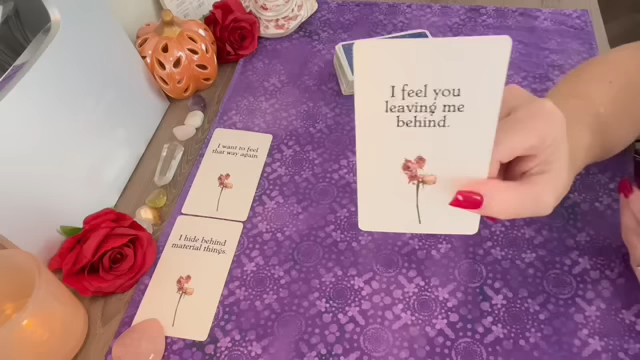 I feel you
leaving me
behind.
I want to feel
that way again.
I hide behind
material things.